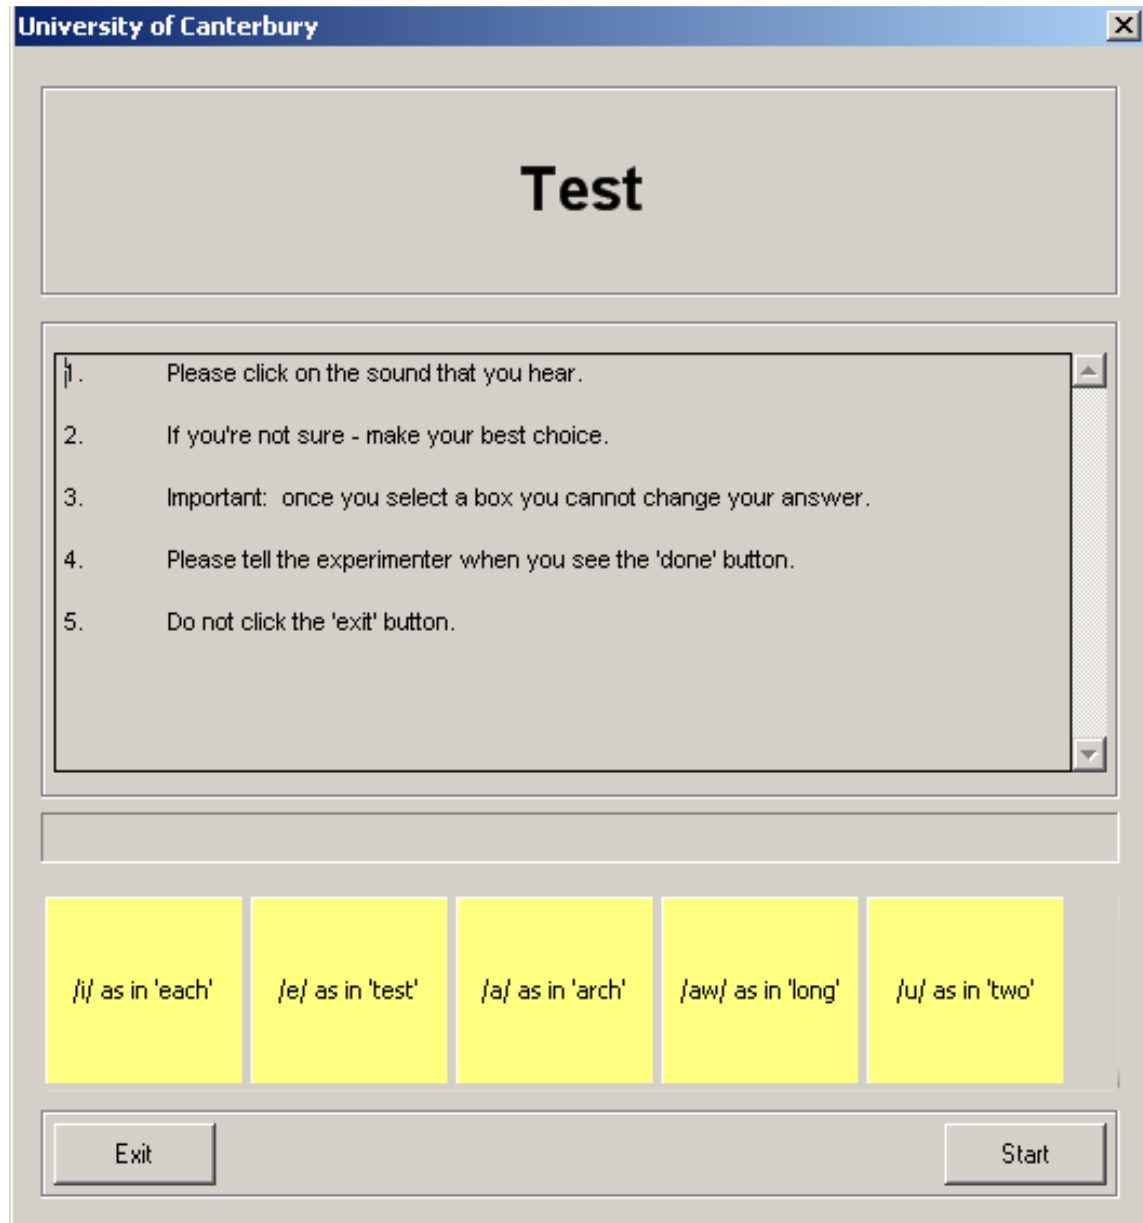 University of Canterbury
Test
1. Please click on the sound that you hear.
2. If you're not sure - make your best choice.
3. Important:  once you select a box you cannot change your answer.
4. Please tell the experimenter when you see the 'done' button.
5. Do not click the 'exit' button.
/i/ as in 'each' /e/ as in 'test' /a/ as in 'arch' /aw/ as in 'long' /u/ as in 'two'
Exit Start